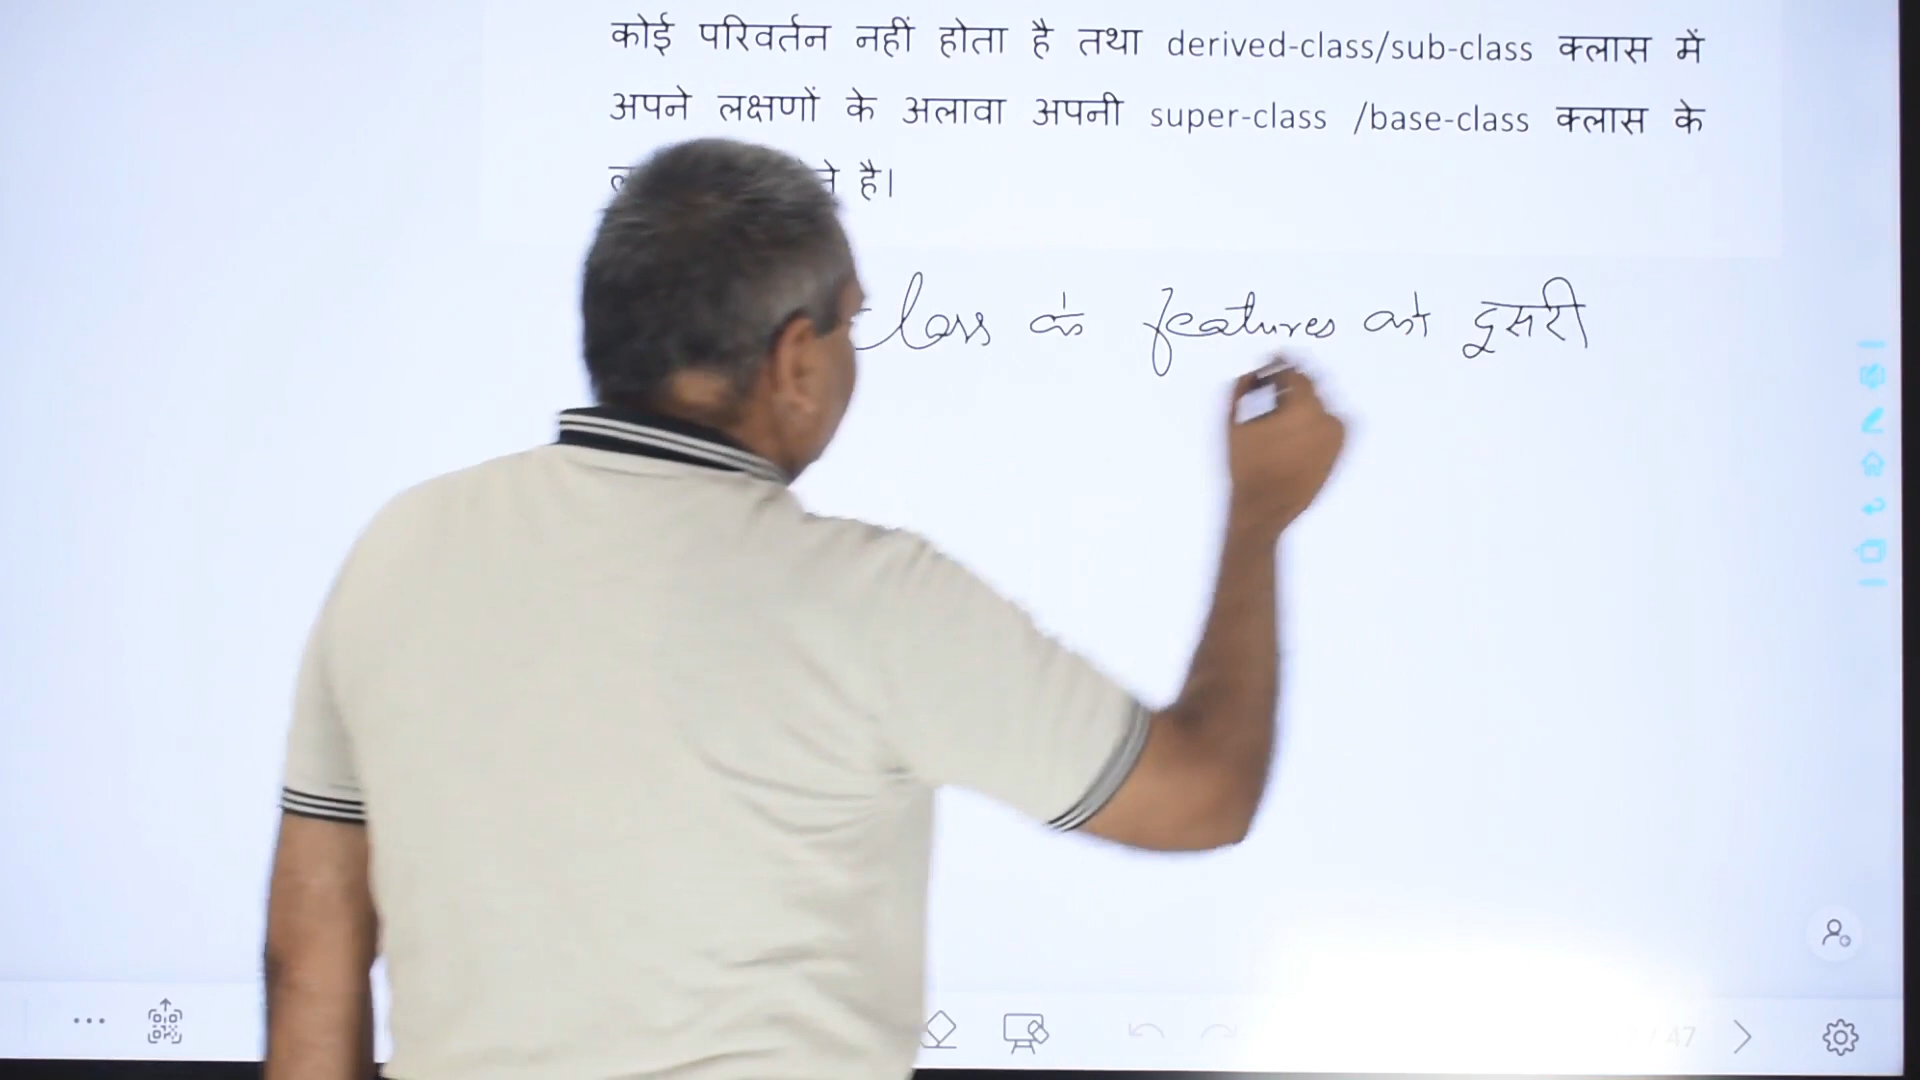 कोई परिवर्तन नहीं होता है तथा derived-class/sub-class क्लास में
अपने लक्षणों के अलावा अपनी super-class /base-class क्लास के
है।
class के features को दूसरी
47